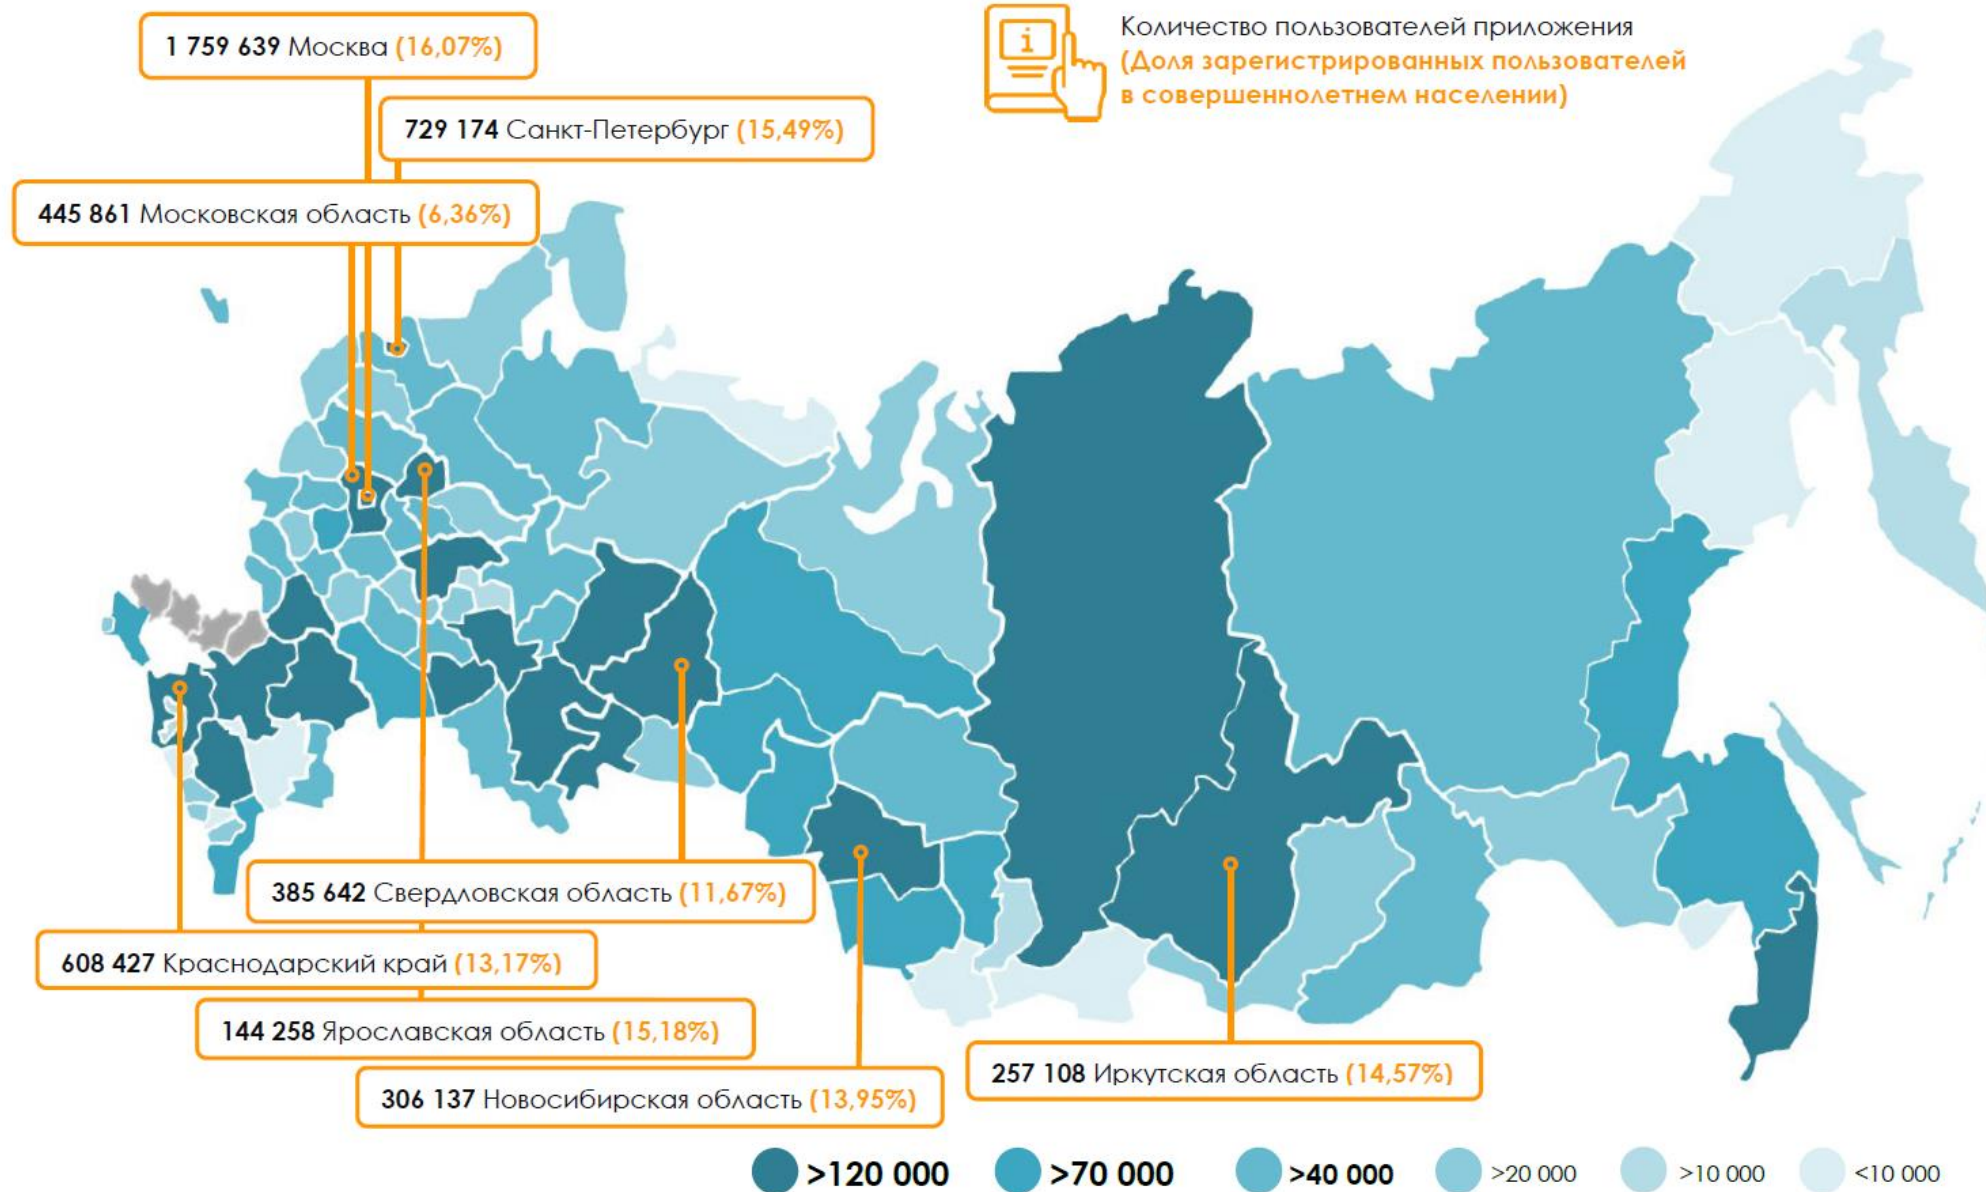 1 759 639 Москва (16,07%)
Количество пользователей приложения
(Доля зарегистрированных пользователей
в совершеннолетнем населении)
729 174 Санкт-Петербург (15,49%)
445 861 Московская область (6,36%)
385 642 Свердловская область (11,67%)
608 427 Краснодарский край (13,17%)
144 258 Ярославская область (15,18%)
306 137 Новосибирская область (13,95%)
257 108 Иркутская область (14,57%)
>120 000 >70 000 >40 000 >20 000 >10 000 <10 000